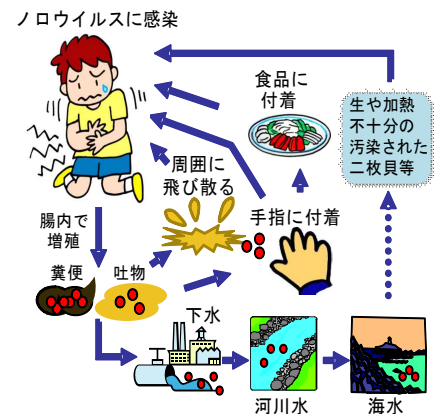 ノロウイルスに感染
食品に
付着
生や加熱
不十分の
汚染された
二枚貝等
周囲に
飛び散る
手指に付着
腸内で
増殖
糞便
吐物
下水
河川水
海水